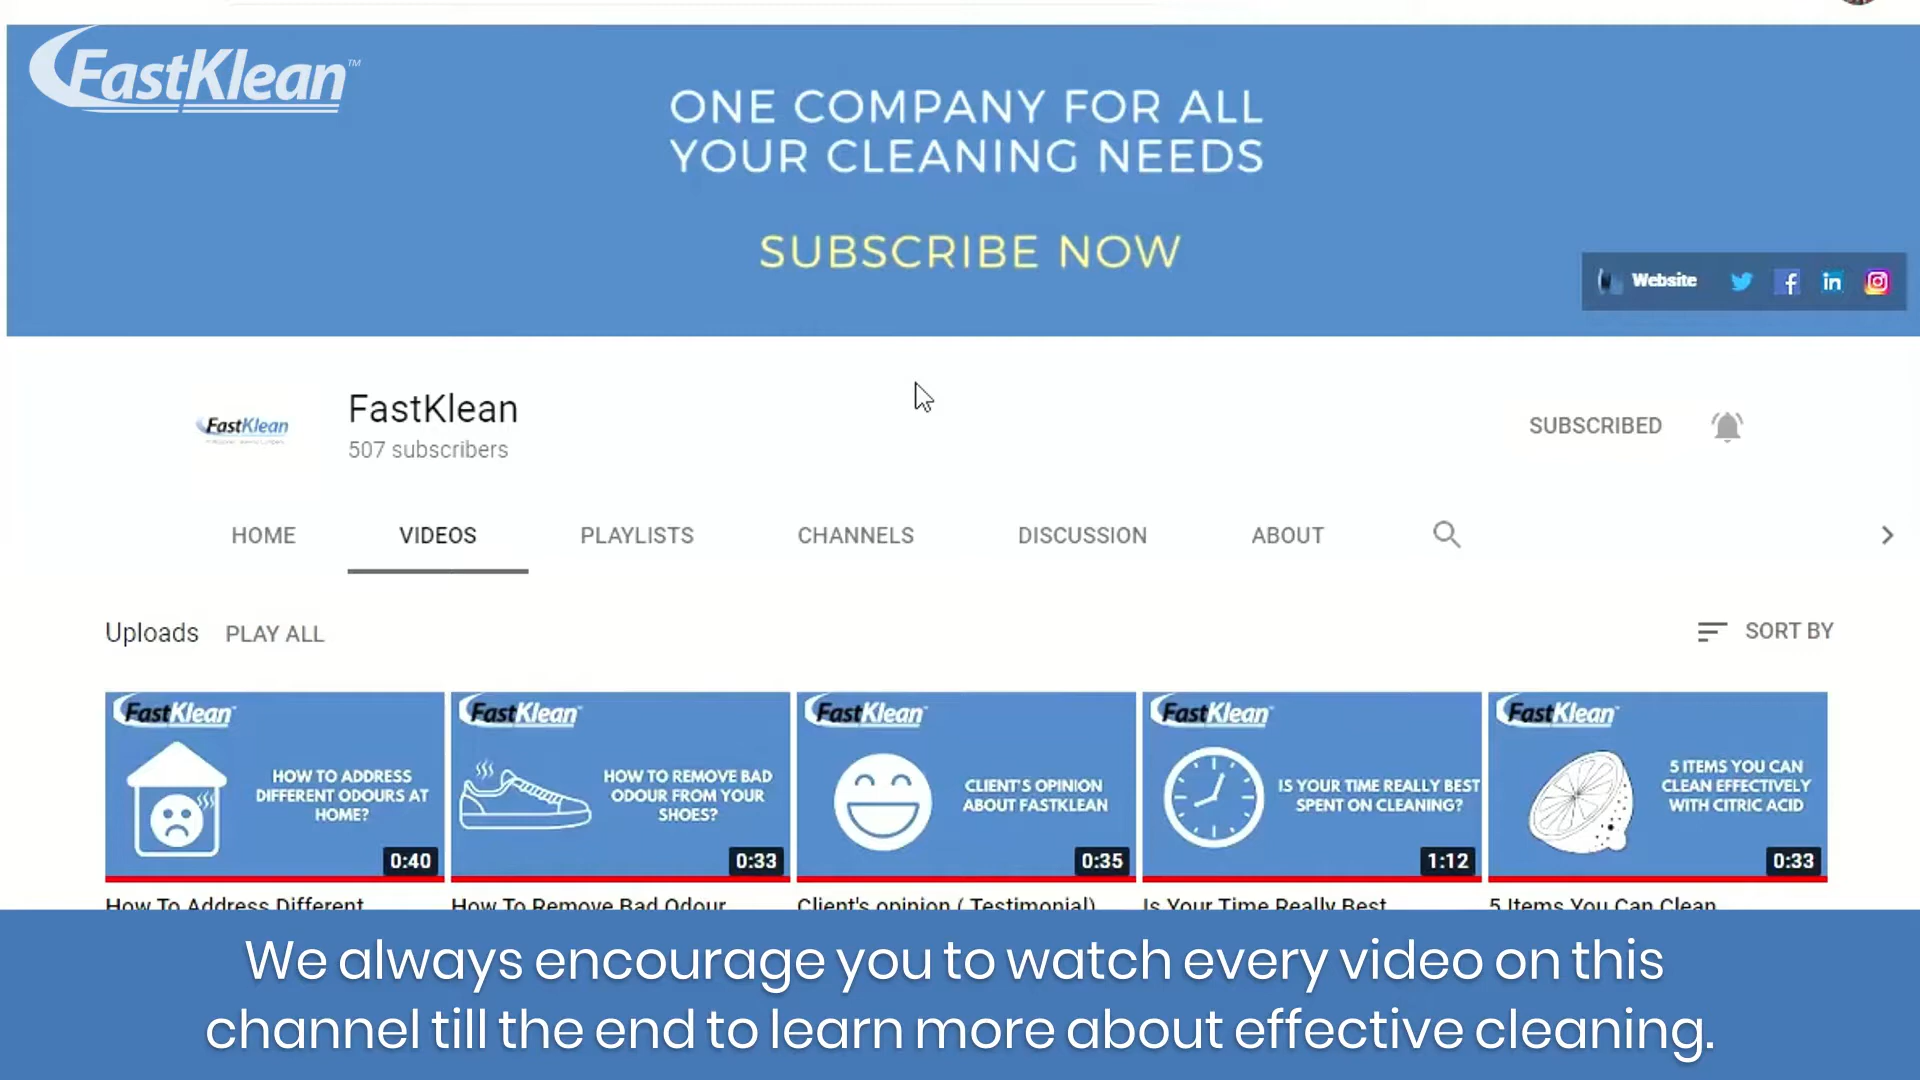 FastKlean™
ONE COMPANY FOR ALL
YOUR CLEANING NEEDS
SUBSCRIBE NOW
Website
FastKlean
FastKlean
507 subscribers
SUBSCRIBED
HOME VIDEOS PLAYLISTS CHANNELS DISCUSSION ABOUT
Uploads PLAY ALL
SORT BY
FastKlean
HOW TO ADDRESS
DIFFERENT ODOURS AT
HOME?
0:40
FastKlean
HOW TO REMOVE BAD
ODOUR FROM YOUR
SHOES?
0:33
FastKlean
CLIENT'S OPINION
ABOUT FASTKLEAN
0:35
FastKlean
IS YOUR TIME REALLY BEST
SPENT ON CLEANING?
1:12
FastKlean
5 ITEMS YOU CAN
CLEAN EFFECTIVELY
WITH CITRIC ACID
0:33
How To Address Different
How To Remove Bad Odour
Client's opinion ( Testimonial)
Is Your Time Really Best
5 Items You Can Clean
We always encourage you to watch every video on this
channel till the end to learn more about effective cleaning.